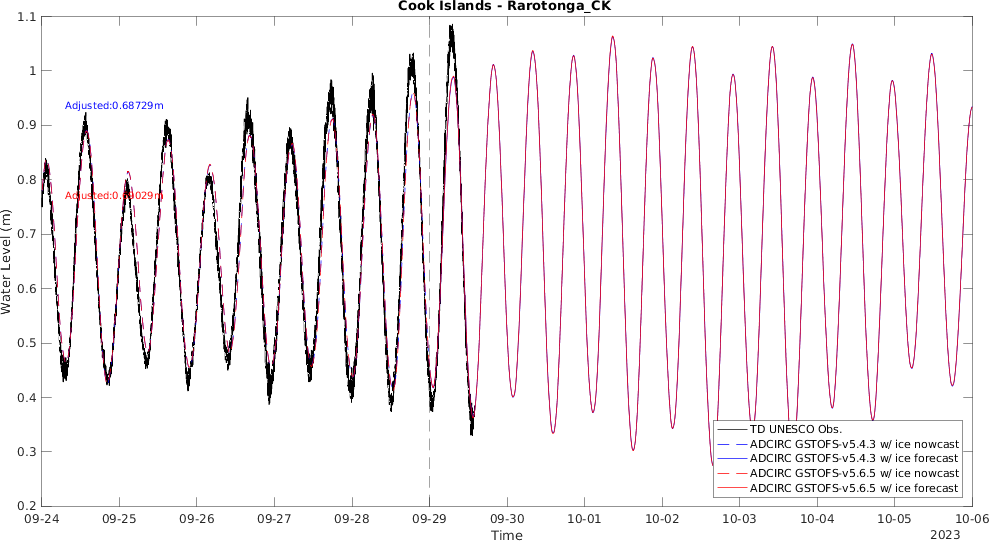 Cook Islands - Rarotonga_CK
1.1
1
0.9
0.8
0.7
0.6
0.5
0.4
0.3
0.2
Water Level (m)
Adjusted:0.68729m
TD UNESCO Obs.
ADCIRC GSTOFS-v5.4.3 w/ ice nowcast
ADCIRC GSTOFS-v5.4.3 w/ ice forecast
ADCIRC GSTOFS-v5.6.5 w/ ice nowcast
ADCIRC GSTOFS-v5.6.5 w/ ice forecast
09-24 09-25 09-26 09-27 09-28 09-29 09-30 10-01 10-02 10-03 10-04 10-05 10-06
Time
2023